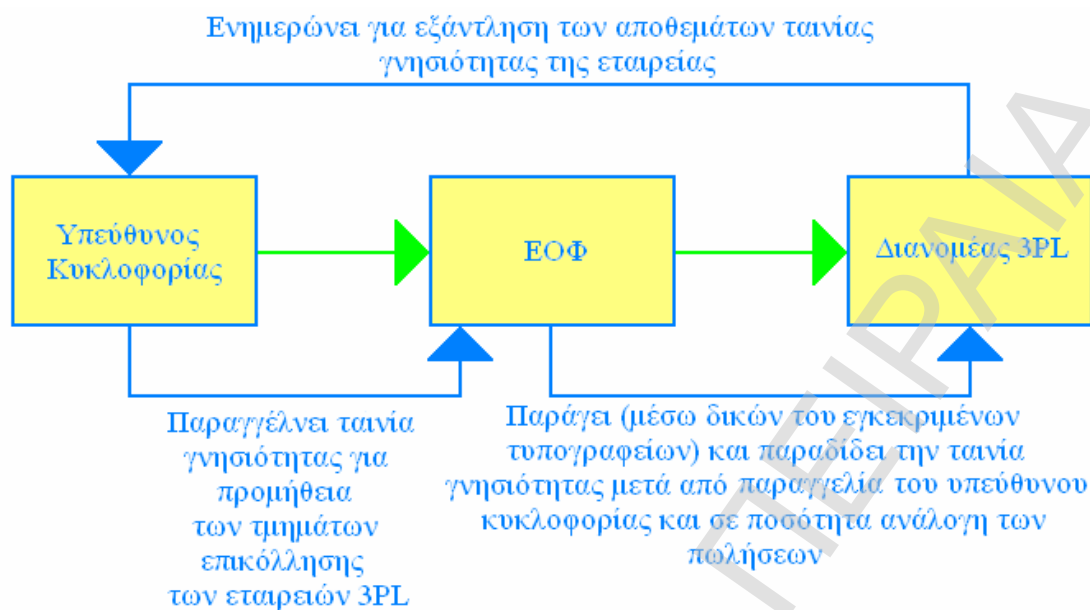 Ενημερώνει για εξάντληση των αποθεμάτων ταινίας
γνησιότητας της εταιρείας
Υπεύθυνος
Κυκλοφορίας
ΕΟΦ
Διανομέας 3PL
Παραγγέλνει ταινία
γνησιότητας για
προμήθεια
των τμημάτων
επικόλλησης
των εταιρειών 3PL
Παράγει (μέσω δικών του εγκεκριμένων
τυπογραφείων) και παραδίδει την ταινία
γνησιότητας μετά από παραγγελία του υπεύθυνου
κυκλοφορίας και σε ποσότητα ανάλογη των
πωλήσεων
ΠΕΙΡΑΙΑ